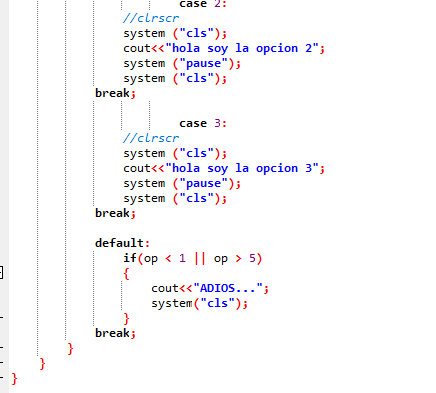 case 2:
//clrscr
system ("cls");
cout<<"hola soy la opcion 2";
system ("pause");
system ("cls");
break;
case 3:
//clrscr
system ("cls");
cout<<"hola soy la opcion 3";
system ("pause");
system ("cls");
break;
default:
if(op < 1 || op > 5)
{
cout<<"ADIOS...";
system("cls");
}
break;
}
}
}